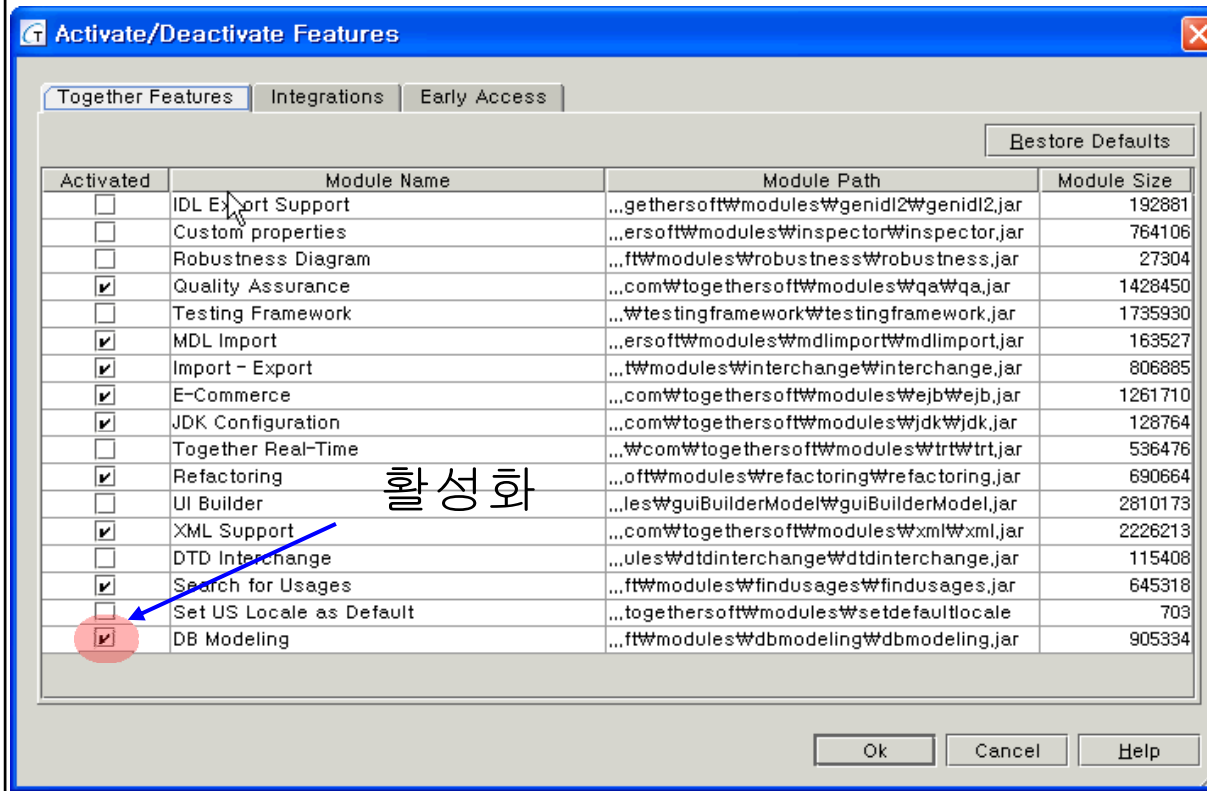 Activate/Deactivate Features
Together Features Integrations Early Access
Restore Defaults
Activated Module Name Module Path Module Size
IDL Export Support ...gethersoft₩modules₩genidl2₩genidl2.jar 192881
Custom properties ...ersoft₩modules₩inspector₩inspector.jar 764106
Robustness Diagram ...ft₩modules₩robustness₩robustness.jar 27304
Quality Assurance ...com₩togethersoft₩modules₩qa₩qa.jar 1428450
Testing Framework ...₩testingframework₩testingframework.jar 1735930
MDL Import ...ersoft₩modules₩mdlimport₩mdlimport.jar 163527
Import - Export ...t₩modules₩interchange₩interchange.jar 806885
E-Commerce ...com₩togethersoft₩modules₩ejb₩ejb.jar 1261710
JDK Configuration ...com₩togethersoft₩modules₩jdk₩jdk.jar 128764
Together Real-Time ...₩com₩togethersoft₩modules₩trt₩trt.jar 536476
Refactoring ...oft₩modules₩refactoring₩refactoring.jar 690664
활성화
UI Builder ...les₩guiBuilderModel₩guiBuilderModel.jar 2810173
XML Support ...com₩togethersoft₩modules₩xml₩xml.jar 2226213
DTD Interchange ...ules₩dtdinterchange₩dtdinterchange.jar 115408
Search for Usages ...ft₩modules₩findusages₩findusages.jar 645318
Set US Locale as Default ...togethersoft₩modules₩setdefaultlocale 703
DB Modeling ...ft₩modules₩dbmodeling₩dbmodeling.jar 905334
Ok Cancel Help